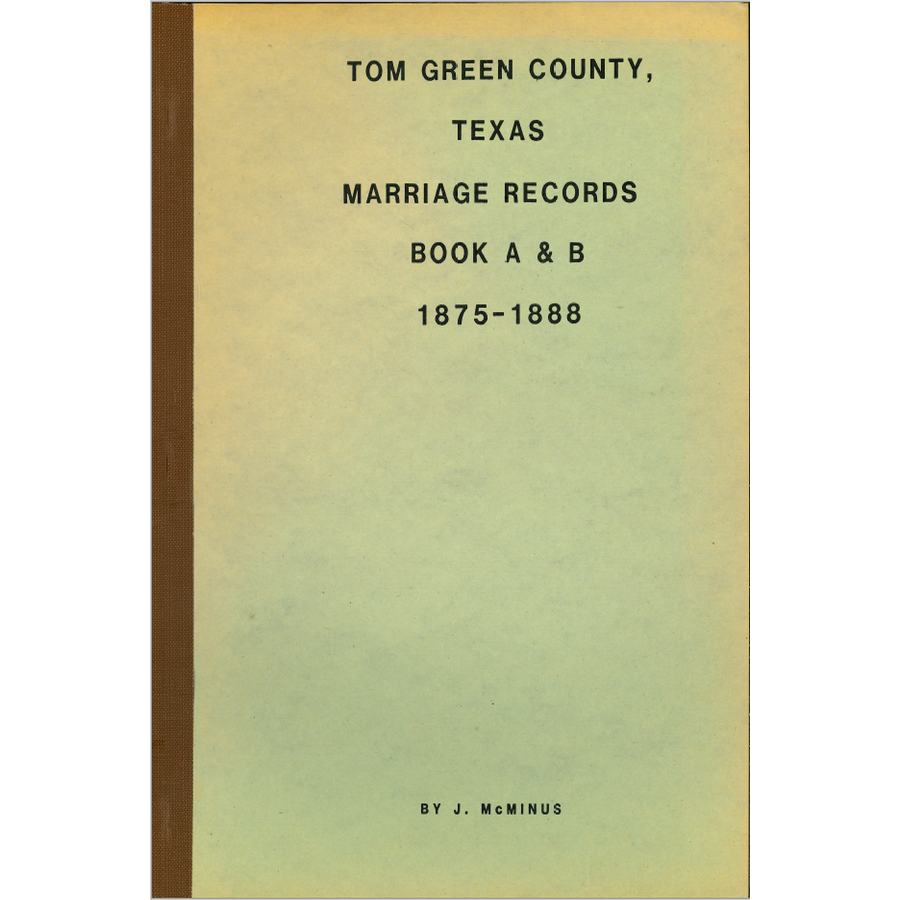 TOM GREEN COUNTY,
TEXAS
MARRIAGE RECORDS
BOOK A & B
1875-1888
BY J. McMINUS